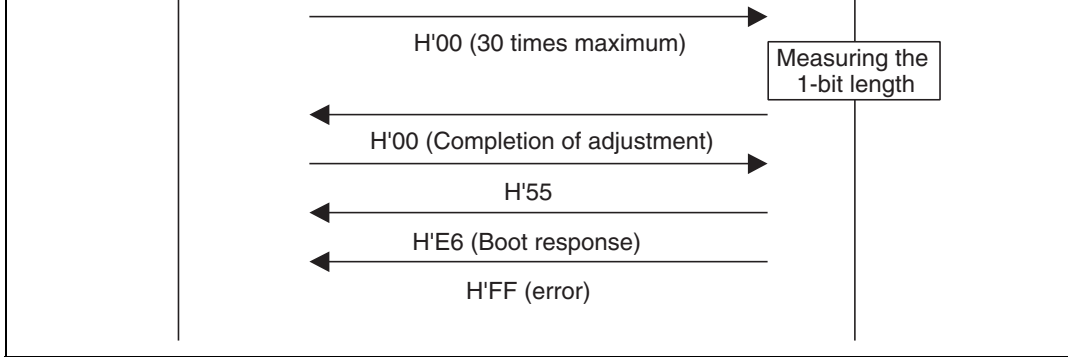 H'00 (30 times maximum)
Measuring the
1-bit length
H'00 (Completion of adjustment)
H'55
H'E6 (Boot response)
H'FF (error)